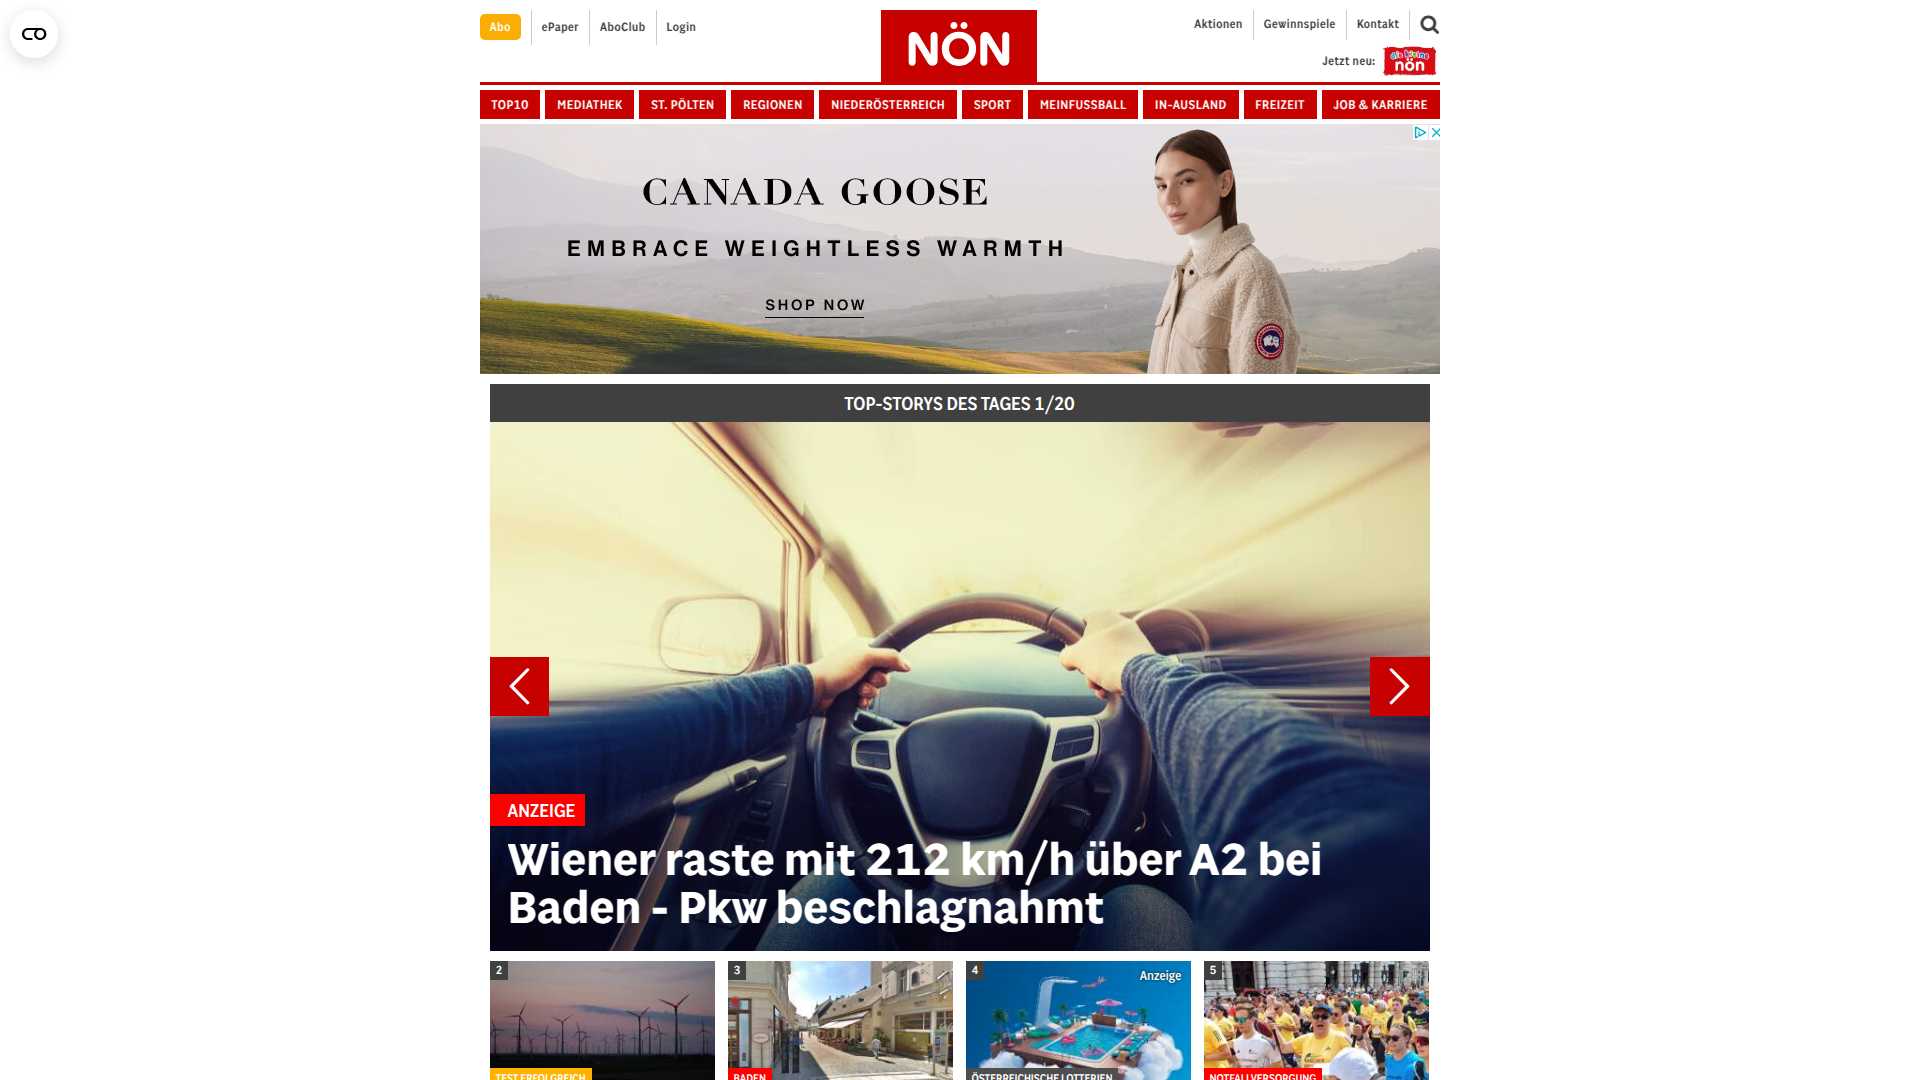 Abo
ePaper
AboClub
Login
NÖN
Aktionen
Gewinnspiele
Kontakt
Jetzt neu:
die kleine
nön
TOP10
MEDIATHEK
ST. PÖLTEN
REGIONEN
NIEDERÖSTERREICH
SPORT
MEINFUSSBALL
IN-AUSLAND
FREIZEIT
JOB & KARRIERE
CANADA GOOSE
EMBRACE WEIGHTLESS WARMTH
SHOP NOW
TOP-STORYS DES TAGES 1/20
ANZEIGE
Wiener raste mit 212 km/h über A2 bei
Baden - Pkw beschlagnahmt
2
TEST ERFOLGREICH
3
BADEN
4
Anzeige
ÖSTERREICHISCHE LOTTERIEN
5
NOTFALLVERSORGUNG